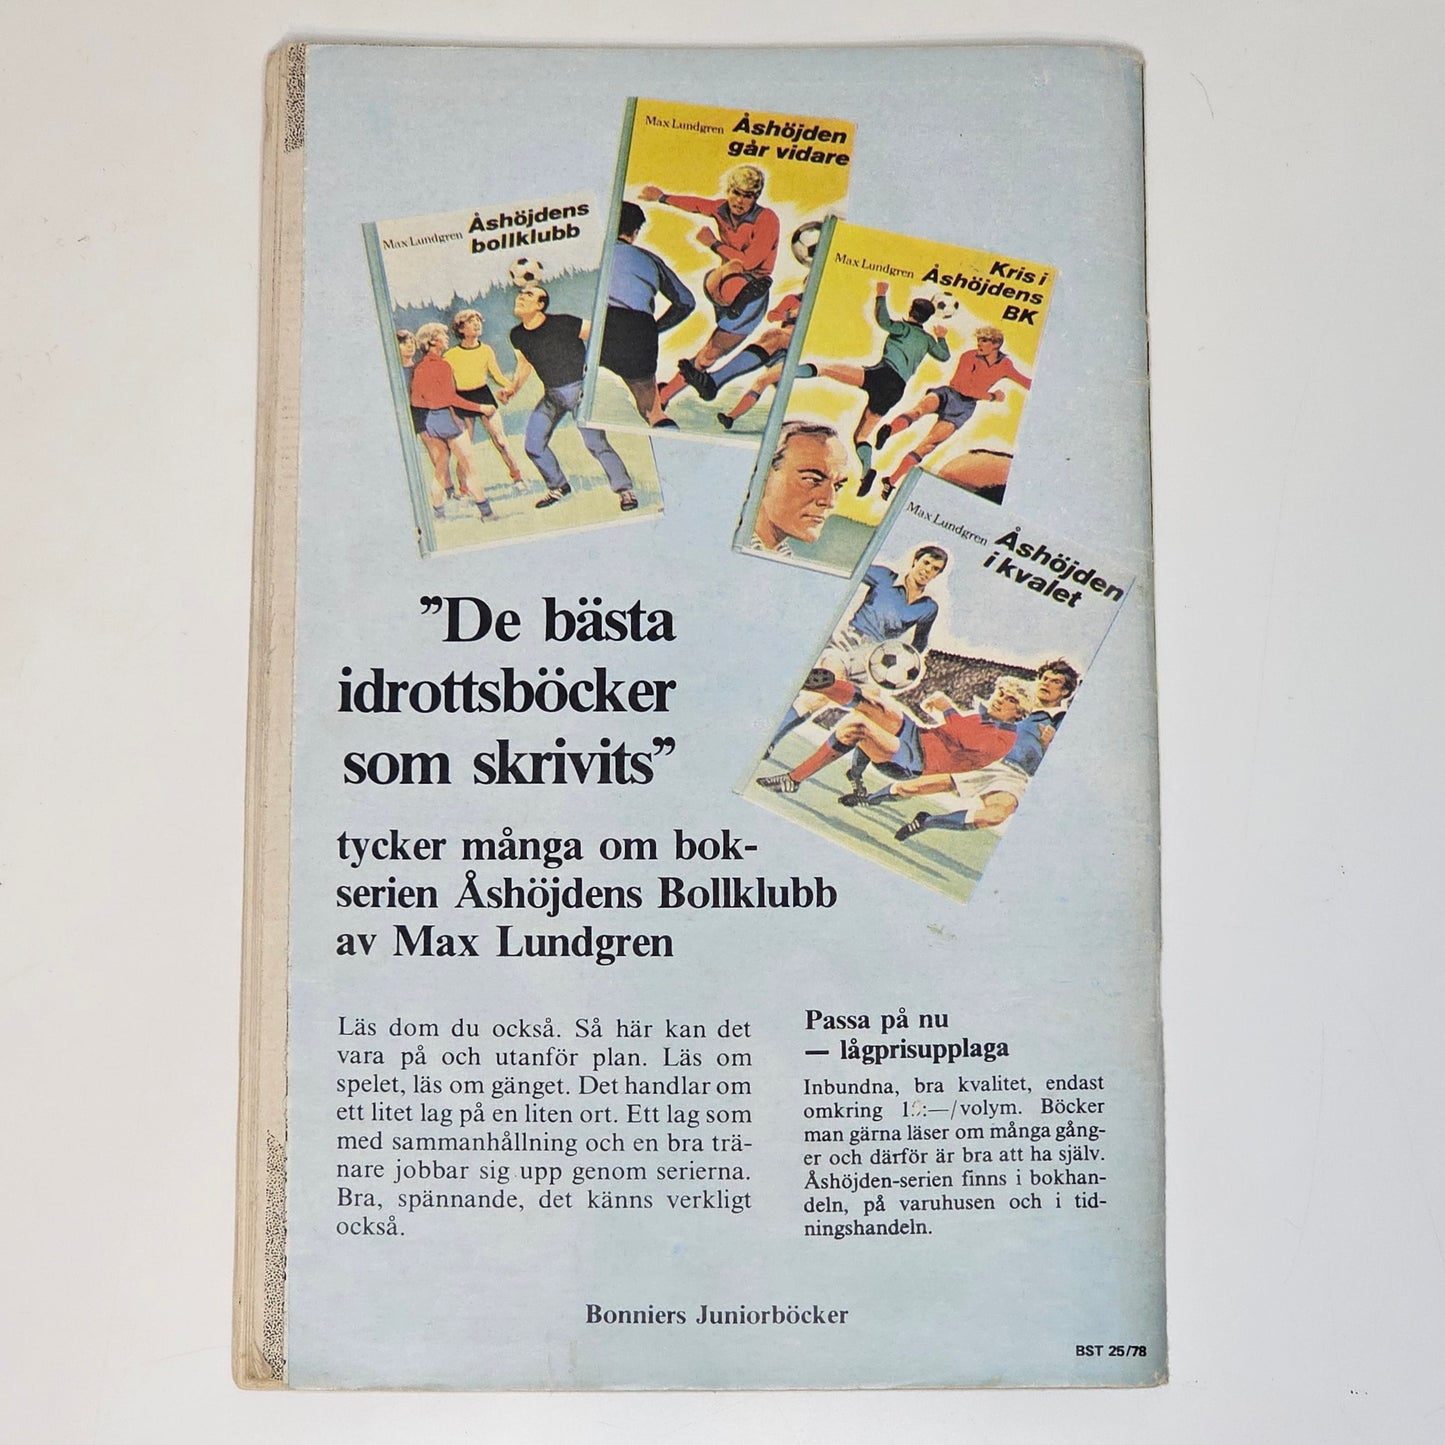 Max Lundgren Åshöjden
går vidare
Max Lundgren Åshöjdens
bollklubb
Max Lundgren Kris i
Åshöjdens
BK
Max Lundgren Åshöjden
i kvalet
”De bästa
idrottsböcker
som skrivits”
tycker många om bok-
serien Åshöjdens Bollklubb
av Max Lundgren
Läs dom du också. Så här kan det
vara på och utanför plan. Läs om
spelet, läs om gänget. Det handlar om
ett litet lag på en liten ort. Ett lag som
med sammanhållning och en bra trä-
nare jobbar sig upp genom serierna.
Bra, spännande, det känns verkligt
också.
Passa på nu
— lågprisupplaga
Inbundna, bra kvalitet, endast
omkring /volym. Böcker
man gärna läser om många gång-
er och därför är bra att ha själv.
Åshöjden-serien finns i bokhan-
deln, på varuhusen och i tid-
ningshandeln.
Bonniers Juniorböcker
BST 25/78